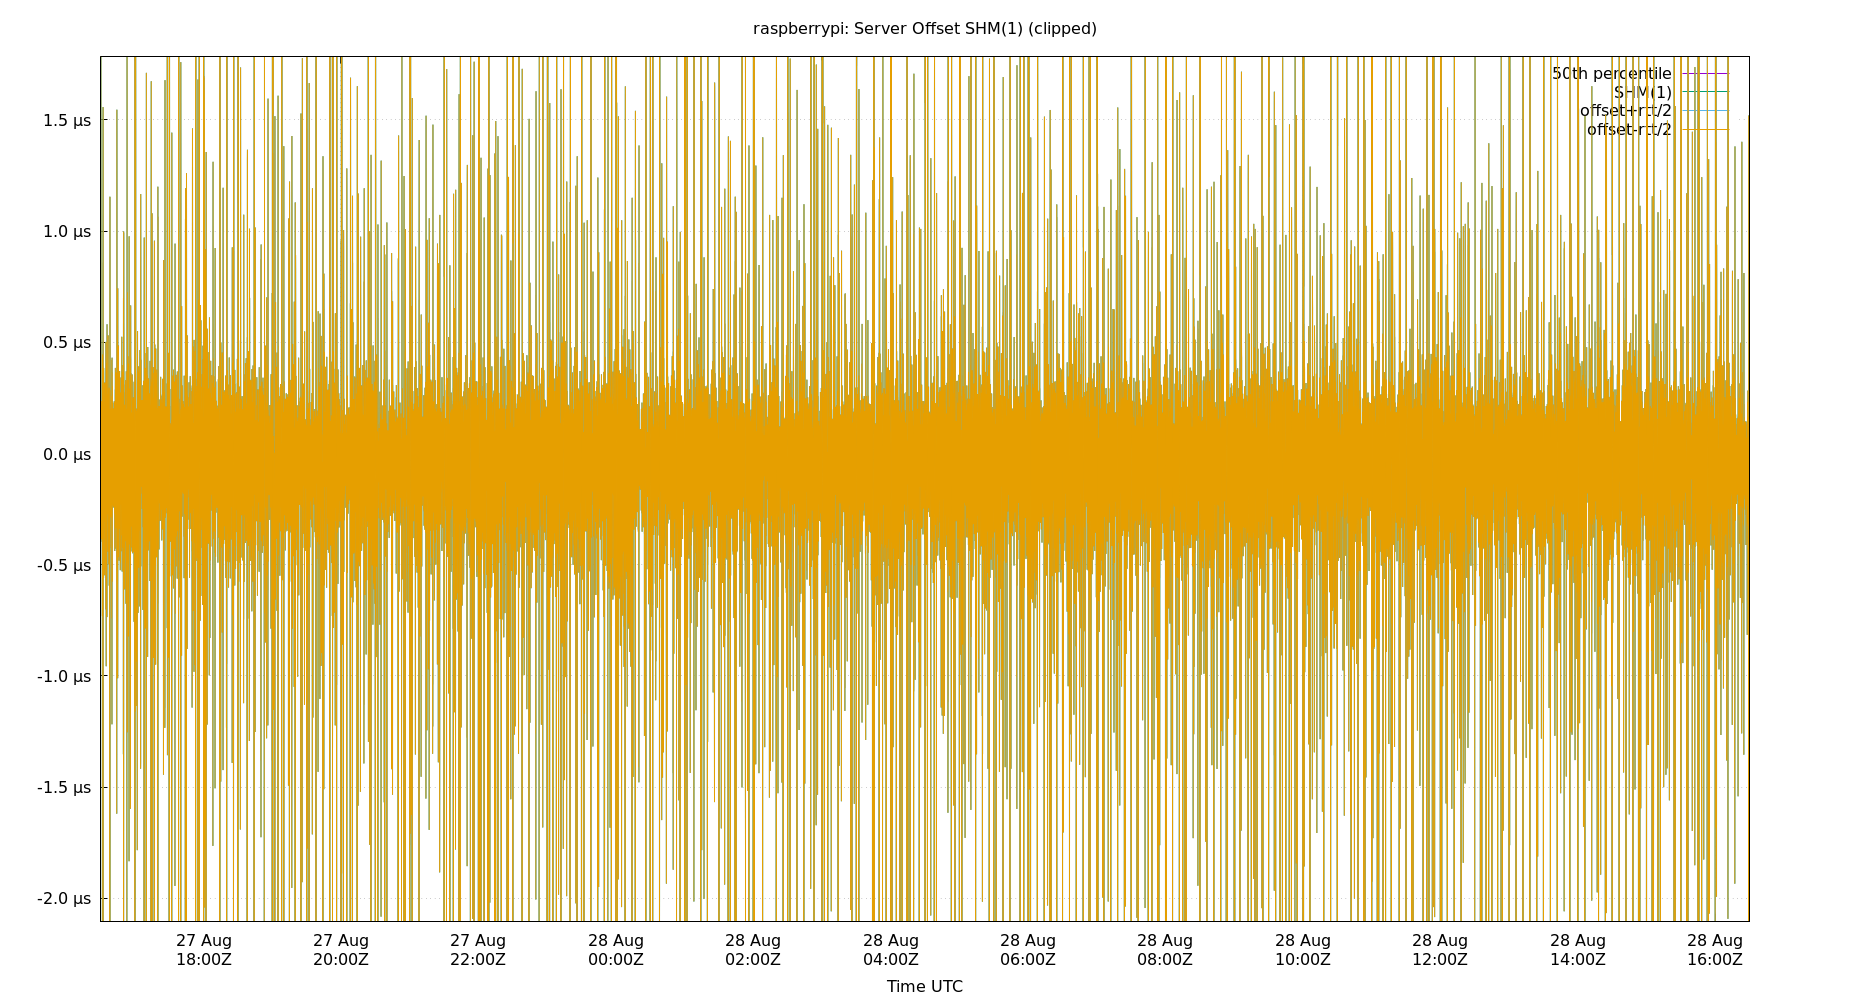 raspberrypi: Server Offset SHM(1) (clipped)
50th percentile
SHM(1)
offset+rtt/2
offset-rtt/2
1.5 µs
1.0 µs
0.5 µs
0.0 µs
-0.5 µs
-1.0 µs
-1.5 µs
-2.0 µs
27 Aug 27 Aug 27 Aug 28 Aug 28 Aug 28 Aug 28 Aug 28 Aug 28 Aug 28 Aug 28 Aug 28 Aug
18:00Z 20:00Z 22:00Z 00:00Z 02:00Z 04:00Z 06:00Z 08:00Z 10:00Z 12:00Z 14:00Z 16:00Z
Time UTC